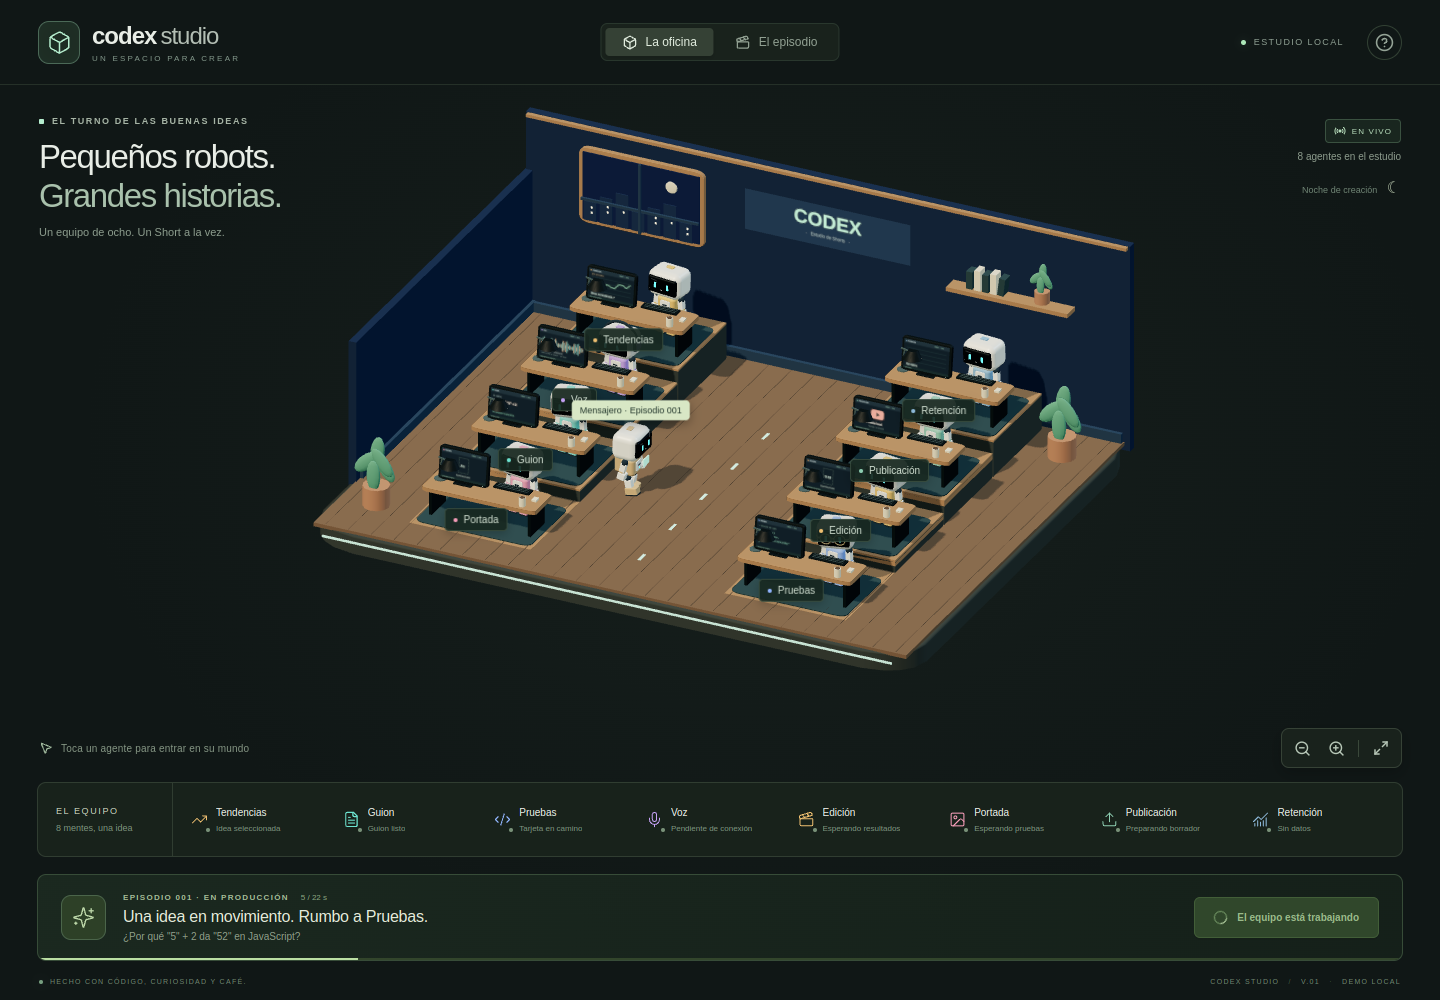 codex studio
UN ESPACIO PARA CREAR
La oficina
El episodio
ESTUDIO LOCAL
EL TURNO DE LAS BUENAS IDEAS
Pequeños robots.
Grandes historias.
Un equipo de ocho. Un Short a la vez.
EN VIVO
8 agentes en el estudio
Noche de creación
CODEX
Tendencias
Voz
Mensajero · Episodio 001
Retención
Guion
Publicación
Portada
Edición
Pruebas
Toca un agente para entrar en su mundo
EL EQUIPO
8 mentes, una idea
Tendencias
Idea seleccionada
Guion
Guion listo
Pruebas
Tarjeta en camino
Voz
Pendiente de conexión
Edición
Esperando resultados
Portada
Esperando pruebas
Publicación
Preparando borrador
Retención
Sin datos
EPISODIO 001 · EN PRODUCCIÓN 5 / 22 s
Una idea en movimiento. Rumbo a Pruebas.
¿Por qué "5" + 2 da "52" en JavaScript?
El equipo está trabajando
HECHO CON CÓDIGO, CURIOSIDAD Y CAFÉ.
CODEX STUDIO / V.01 DEMO LOCAL